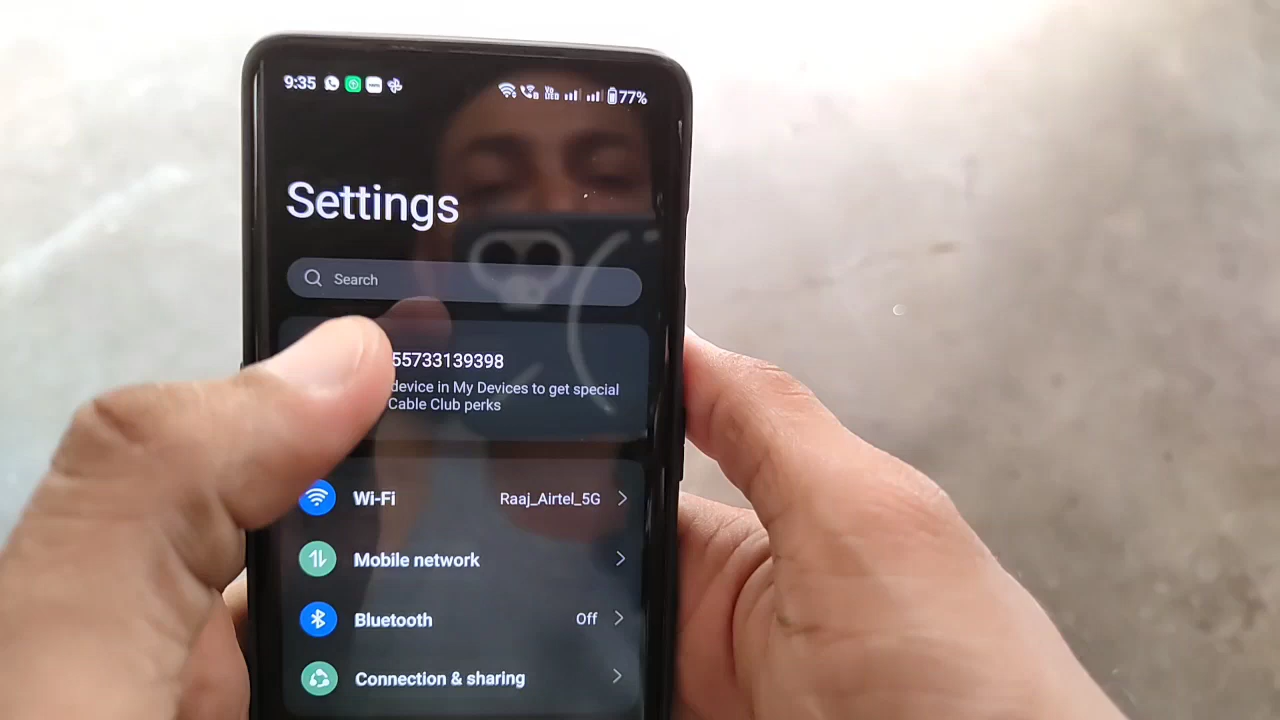 9:35 77%
Settings
Search
55733139398
device in My Devices to get special
Cable Club perks
Wi-Fi Raaj_Airtel_5G
Mobile network
Bluetooth Off
Connection & sharing